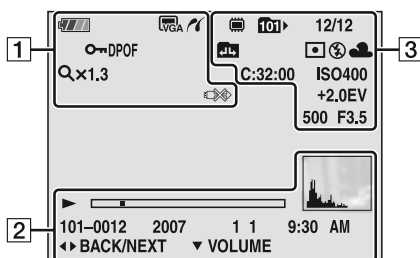 VGA 101 12/12
DPOF
×1.3 C:32:00 ISO400
+2.0EV
500 F3.5
1
3
2
101–0012 2007 1 1 9:30 AM
BACK/NEXT VOLUME